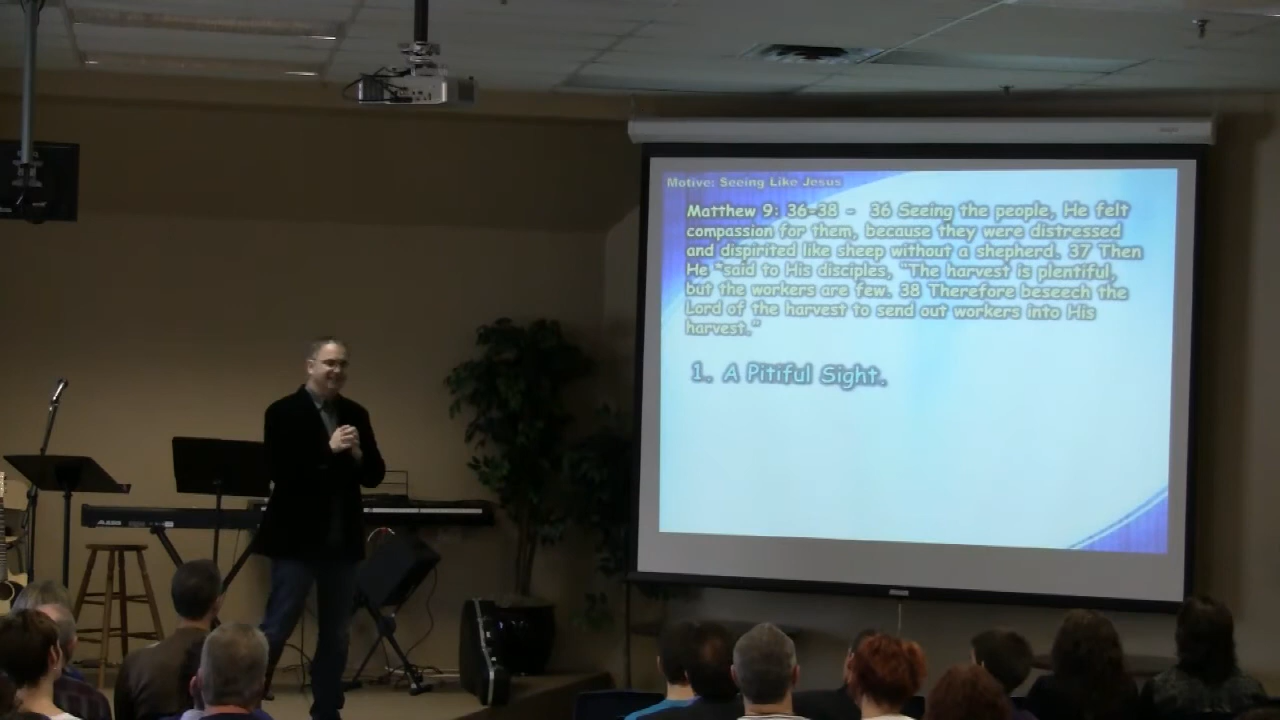 Motive: Seeing Like Jesus
Matthew 9: 36-38 - 36 Seeing the people, He felt
compassion for them, because they were distressed
and dispirited like sheep without a shepherd. 37 Then
He *said to His disciples, "The harvest is plentiful,
but the workers are few. 38 Therefore beseech the
Lord of the harvest to send out workers into His
harvest."
1. A Pitiful Sight.
ALESIS